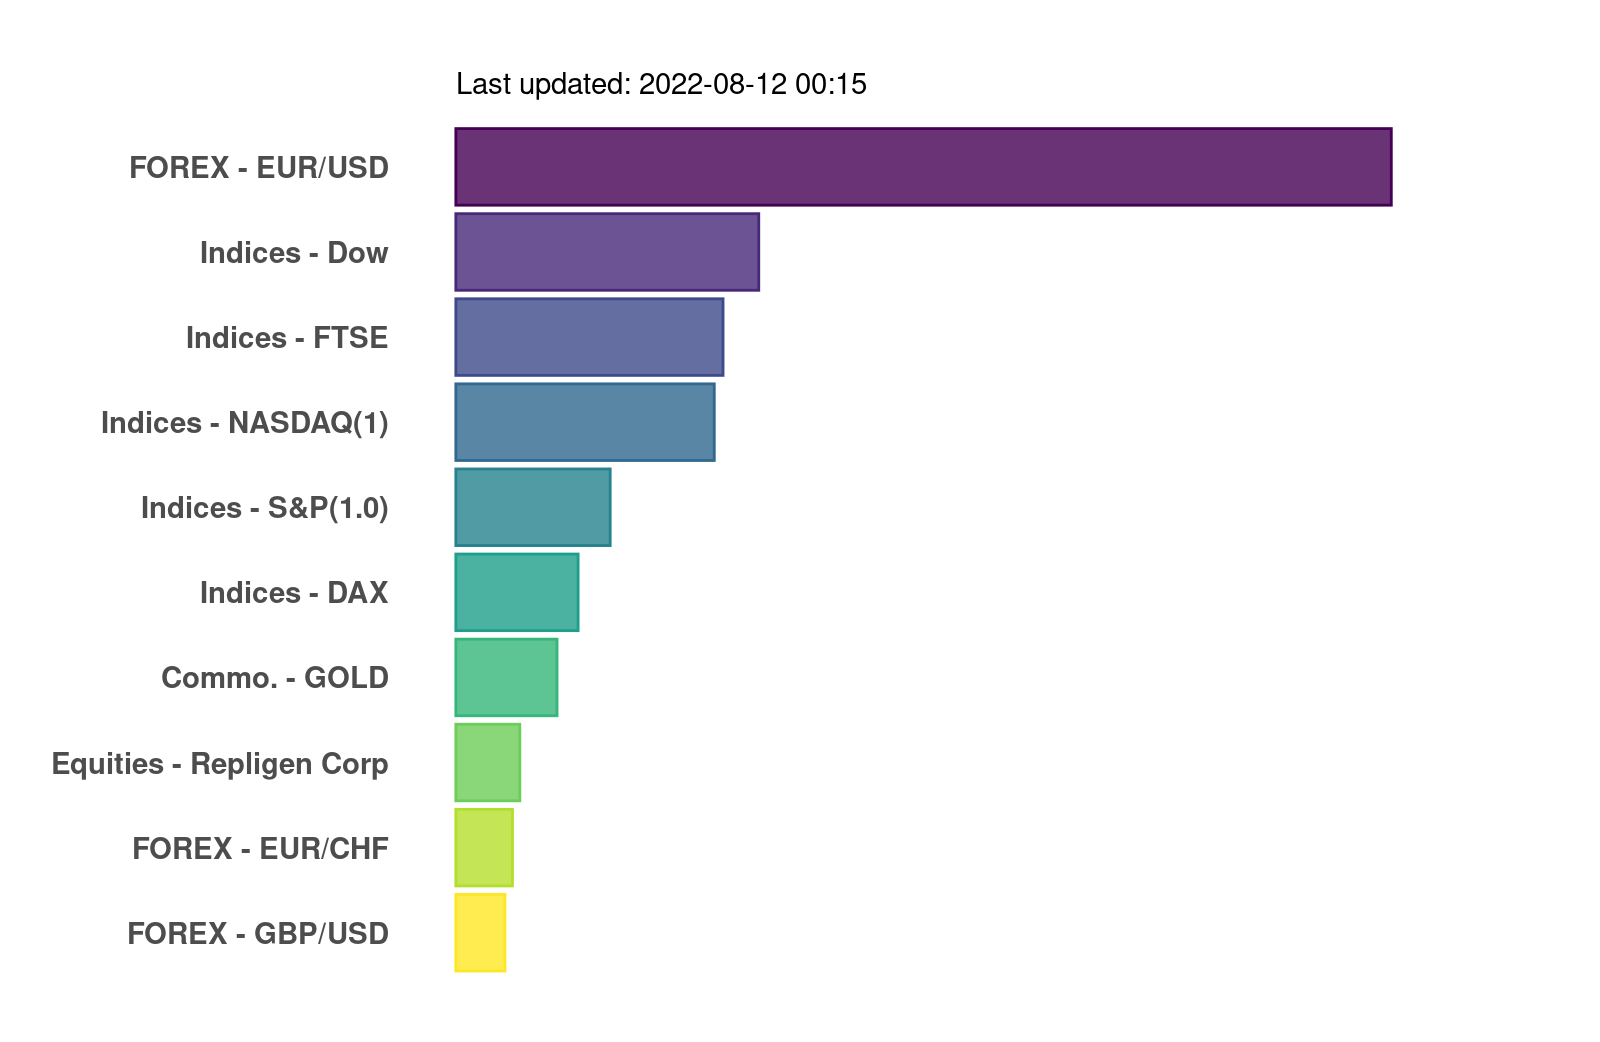 Last updated: 2022-08-12 00:15
FOREX - EUR/USD
Indices - Dow
Indices - FTSE
Indices - NASDAQ(1)
Indices - S&P(1.0)
Indices - DAX
Commo. - GOLD
Equities - Repligen Corp
FOREX - EUR/CHF
FOREX - GBP/USD